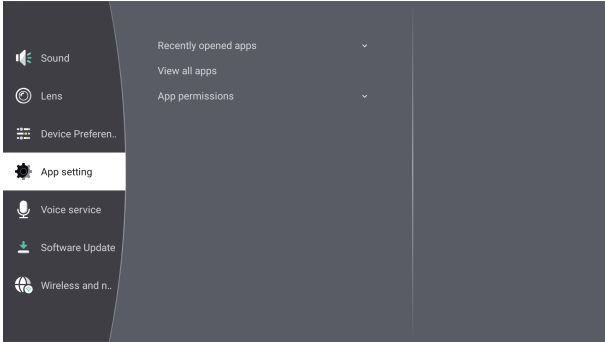 Sound
Lens
Device Preferen..
App setting
Voice service
Software Update
Wireless and n..
Recently opened apps
View all apps
App permissions